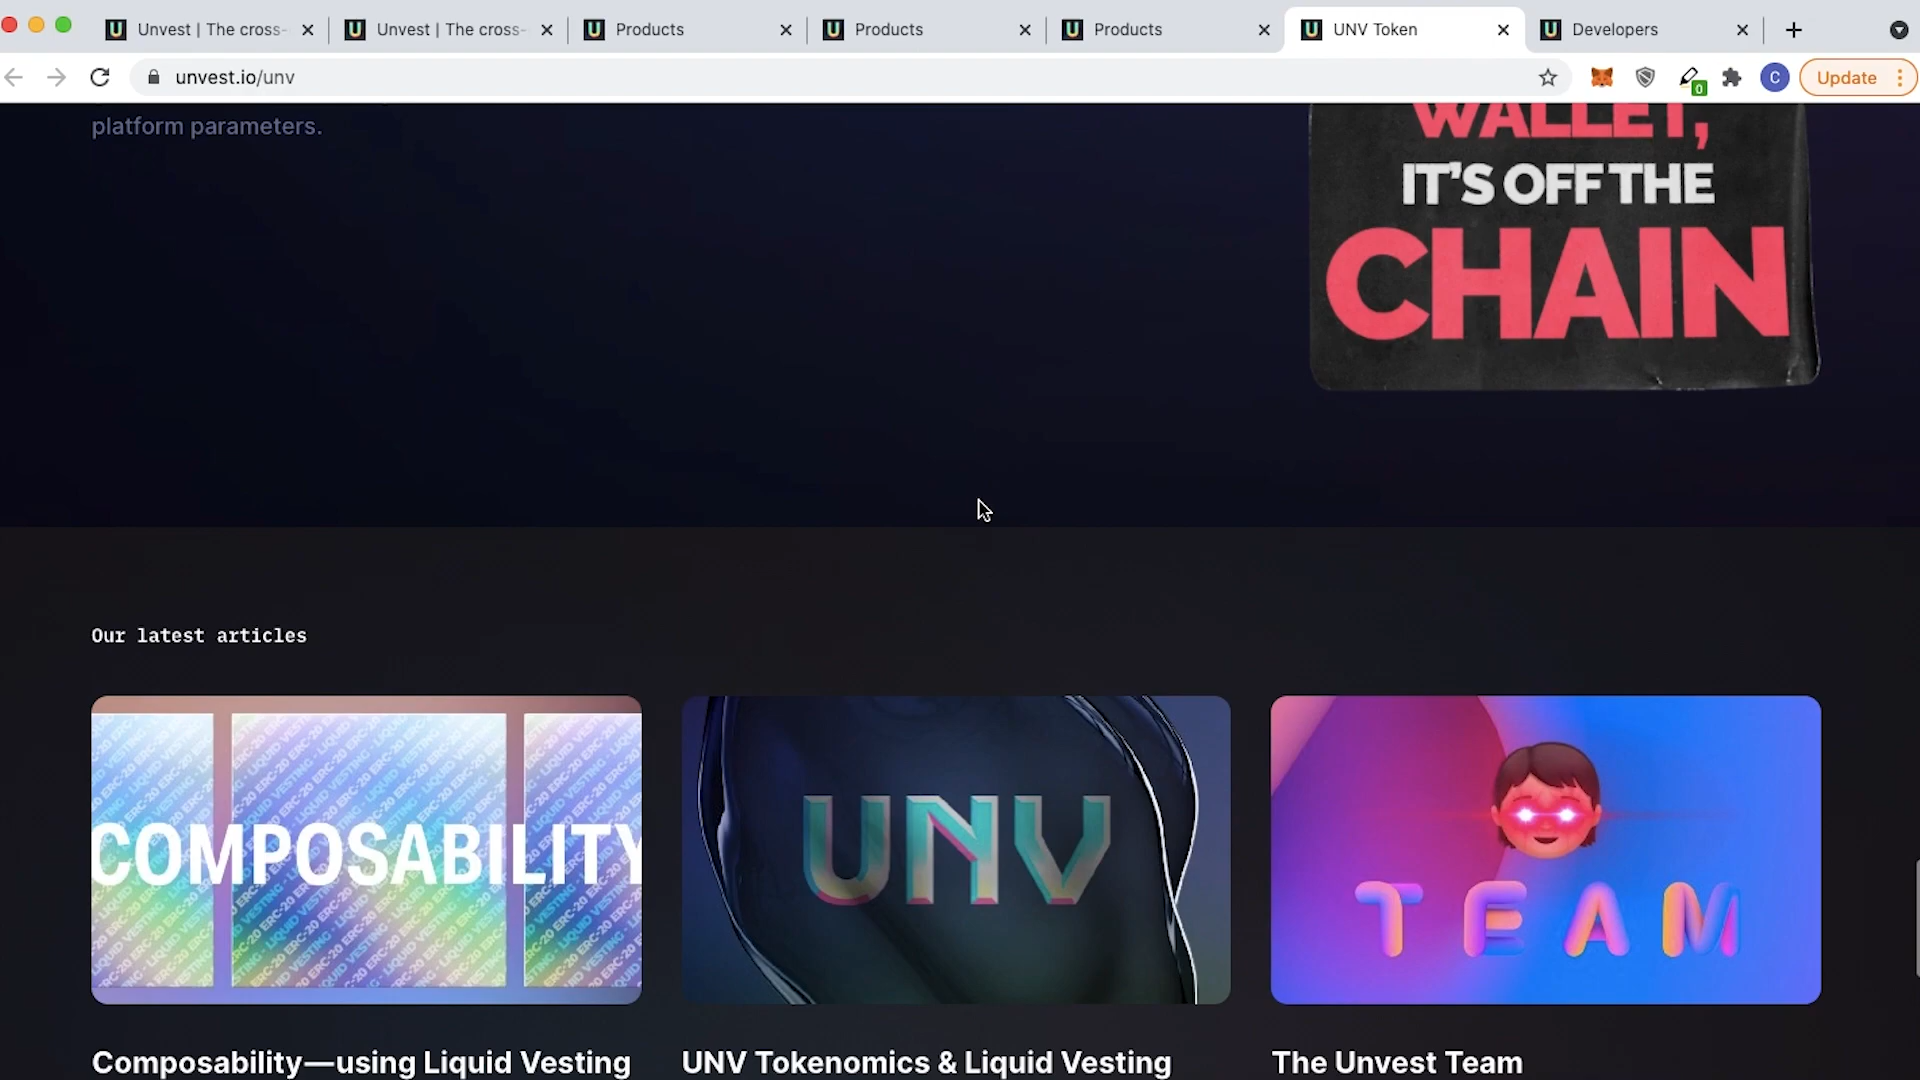 Unvest | The cross-
Unvest | The cross-
Products
Products
Products
UNV Token
Developers
unvest.io/unv
0
C
Update
platform parameters.
WALLET,
IT'S OFF THE
CHAIN
Our latest articles
COMPOSABILITY
UNV
TEAM
Composability—using Liquid Vesting
UNV Tokenomics & Liquid Vesting
The Unvest Team